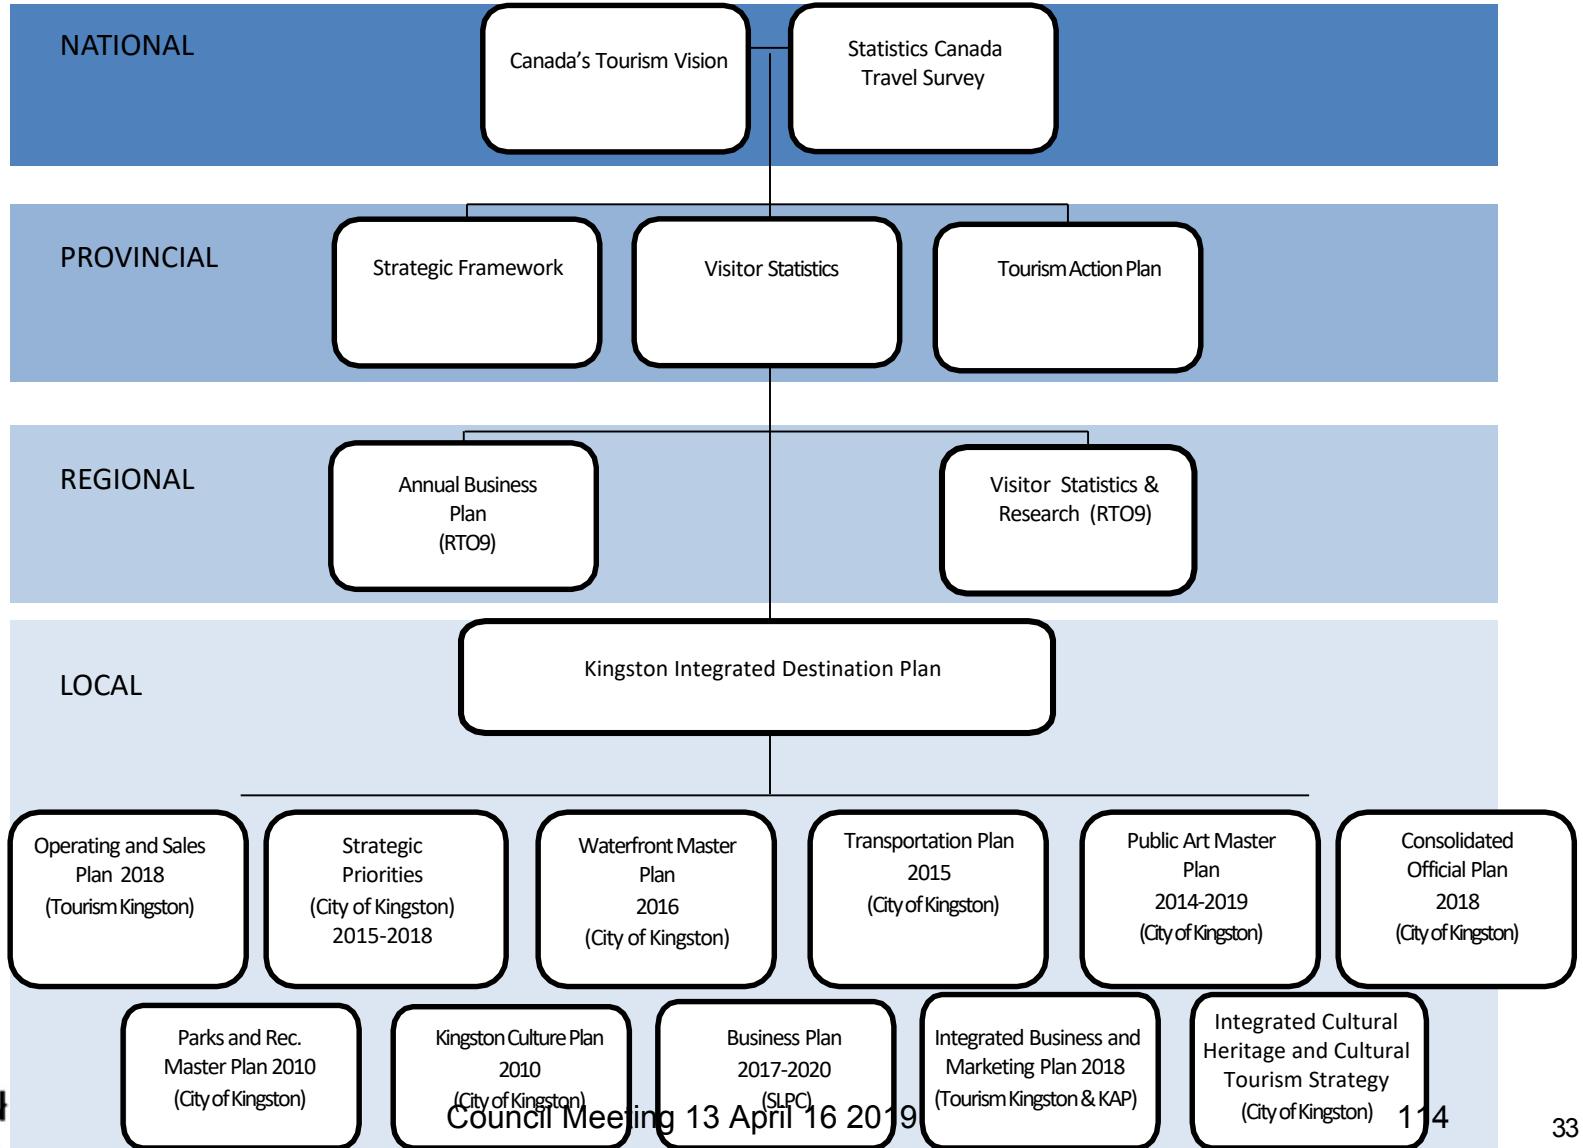 NATIONAL
Canada’s Tourism Vision
Statistics Canada
Travel Survey
PROVINCIAL
Strategic Framework
Visitor Statistics
Tourism Action Plan
REGIONAL
Annual Business
Plan
(RTO9)
Visitor Statistics &
Research (RTO9)
LOCAL
Kingston Integrated Destination Plan
Operating and Sales
Plan 2018
(Tourism Kingston)
Strategic
Priorities
(City of Kingston)
2015-2018
Waterfront Master
Plan
2016
(City of Kingston)
Transportation Plan
2015
(City of Kingston)
Public Art Master
Plan
2014-2019
(City of Kingston)
Consolidated
Official Plan
2018
(City of Kingston)
Parks and Rec.
Master Plan 2010
(City of Kingston)
Kingston Culture Plan
2010
(City of Kingston)
Business Plan
2017-2020
(SLPC)
Integrated Business and
Marketing Plan 2018
(Tourism Kingston & KAP)
Integrated Cultural
Heritage and Cultural
Tourism Strategy
(City of Kingston)
Council Meeting 13 April 16 2019
114
33